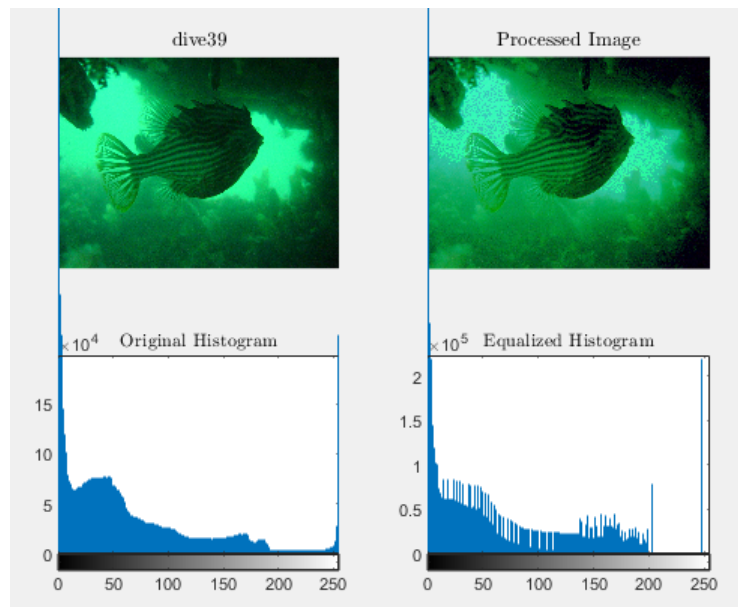 dive39
Processed Image
×10⁴ Original Histogram
15
10
5
0
0 50 100 150 200 250
×10⁵ Equalized Histogram
2
1.5
1
0.5
0
0 50 100 150 200 250